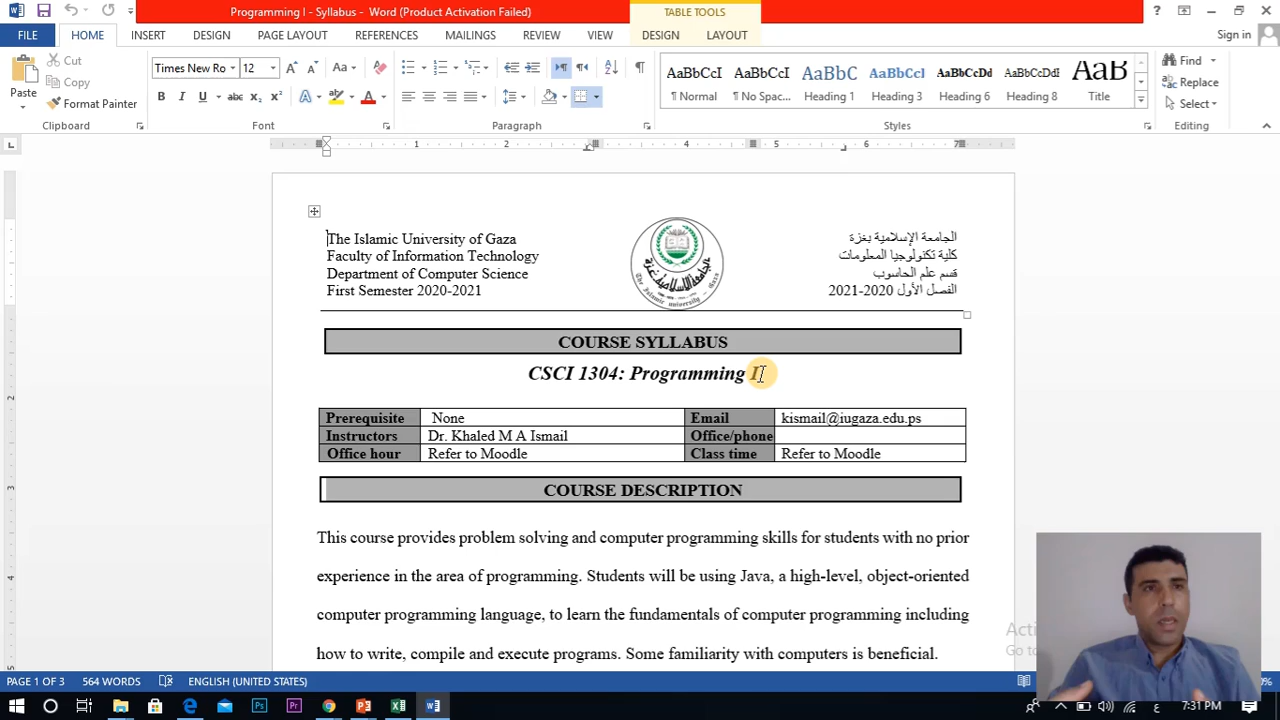 Programming I - Syllabus - Word (Product Activation Failed)
TABLE TOOLS
FILE HOME INSERT DESIGN PAGE LAYOUT REFERENCES MAILINGS REVIEW VIEW DESIGN LAYOUT
Sign in
Paste
Cut
Copy
Format Painter
Clipboard
Times New Ro 12
Font
Paragraph
AaBbCcI AaBbCcI AaBbC AaBbCcI AaBbCcDd AaBbCcDdI AaB
¶ Normal ¶ No Spac... Heading 1 Heading 3 Heading 6 Heading 8 Title
Styles
Find
Replace
Select
Editing
1 2 4 5 6 7
The Islamic University of Gaza
Faculty of Information Technology
Department of Computer Science
First Semester 2020-2021
الجامعة الإسلامية بغزة
كلية تكنولوجيا المعلومات
قسم علم الحاسوب
الفصل الأول 2020-2021
COURSE SYLLABUS
CSCI 1304: Programming I
Prerequisite None Email kismail@iugaza.edu.ps
Instructors Dr. Khaled M A Ismail Office/phone
Office hour Refer to Moodle Class time Refer to Moodle
COURSE DESCRIPTION
This course provides problem solving and computer programming skills for students with no prior
experience in the area of programming. Students will be using Java, a high-level, object-oriented
computer programming language, to learn the fundamentals of computer programming including
how to write, compile and execute programs. Some familiarity with computers is beneficial.
PAGE 1 OF 3 564 WORDS ENGLISH (UNITED STATES)
7:31 PM